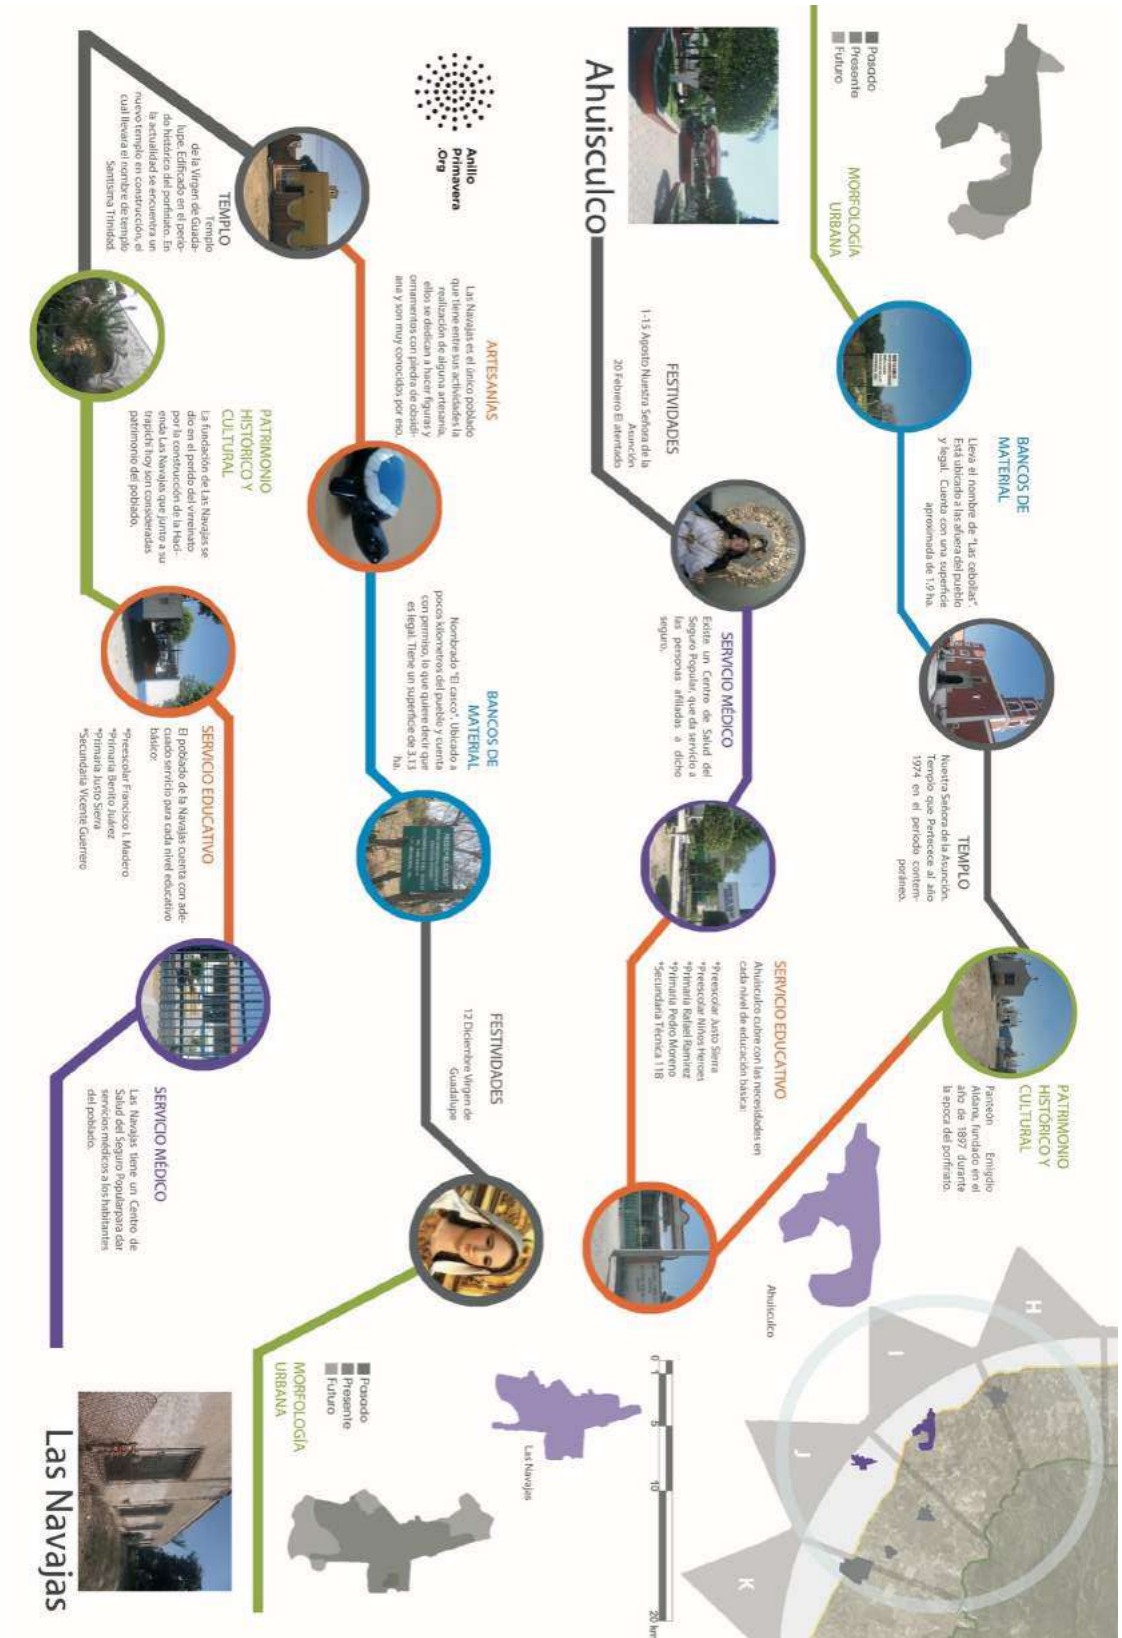 Pasado
Presente
Futuro
MORFOLOGÍA
URBANA
BANCOS DE
MATERIAL
Lleva el nombre de "Las cebollas".
Está ubicado a las afuera del pueblo
y legal. Cuenta con una superficie
aproximada de 1.9 ha.
TEMPLO
Nuestra Señora de la Asunción.
Templo que Pertecece al año
1974 en el periodo contem-
poráneo.
PATRIMONIO
HISTÓRICO Y
CULTURAL
Panteón Emigdio
Aldana, fundado en el
año de 1897 durante
la epoca del porfirato.
H
I
J
K
Ahuisculco
Las Navajas
0 1 5 10 20 km
Ahuisculco
FESTIVIDADES
1-15 Agosto Nuestra Señora de la
Asunción
20 Febrero El atentado
SERVICIO MÉDICO
Existe un Centro de Salud del
Seguro Popular, que da servicio a
las personas afiliadas a dicho
seguro.
SERVICIO EDUCATIVO
Ahuisculco cubre con las necesidades en
cada nivel de educación básica:
*Preescolar Justo Sierra
*Preescolar Niños Heroes
*Primaria Rafael Ramírez
*Primaria Pedro Moreno
*Secundaria Técnica 118
Anillo
Primavera
.Org
ARTESANÍAS
Las Navajas es el único poblado
que tiene entre sus actividades la
realización de alguna artesanía,
ellos se dedican a hacer figuras y
ornamentos con piedra de obsidi-
ana y son muy conocidos por eso.
BANCOS DE
MATERIAL
Nombrado "El casco". Ubicado a
pocos kilometros del pueblo y cuenta
con permiso, lo que quiere decir que
es legal. Tiene un superficie de 3.13
ha.
FESTIVIDADES
12 Diciembre Virgen de
Guadalupe
MORFOLOGÍA
URBANA
Pasado
Presente
Futuro
TEMPLO
Templo
de la Virgen de Guada-
lupe. Edificado en el perio-
do histórico del porfiriato. En
la actualidad se encuentra un
nuevo templo en construcción, el
cual llevara el nombre de templo
Santísima Trinidad.
PATRIMONIO
HISTÓRICO Y
CULTURAL
La fundación de Las Navajas se
dio en el perido del virreinato
por la construcción de la Haci-
enda Las Navajas que junto a su
trapichi hoy son consideradas
patrimonio del poblado.
SERVICIO EDUCATIVO
El poblado de la Navajas cuenta con ade-
cuado servicio para cada nivel educativo
básico:
*Preescolar Francisco I. Madero
*Primaria Benito Juárez
*Primaria Justo Sierra
*Secundaria Vicente Guerrero
SERVICIO MÉDICO
Las Navajas tiene un Centro de
Salud del Seguro Popularpara dar
servicios médicos a los habitantes
del poblado.
Las Navajas